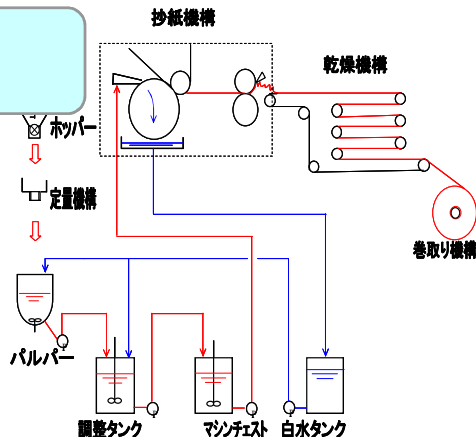 抄紙機構
乾燥機構
ホッパー
定量機構
巻取り機構
パルパー
調整タンク
マシンチェスト
白水タンク